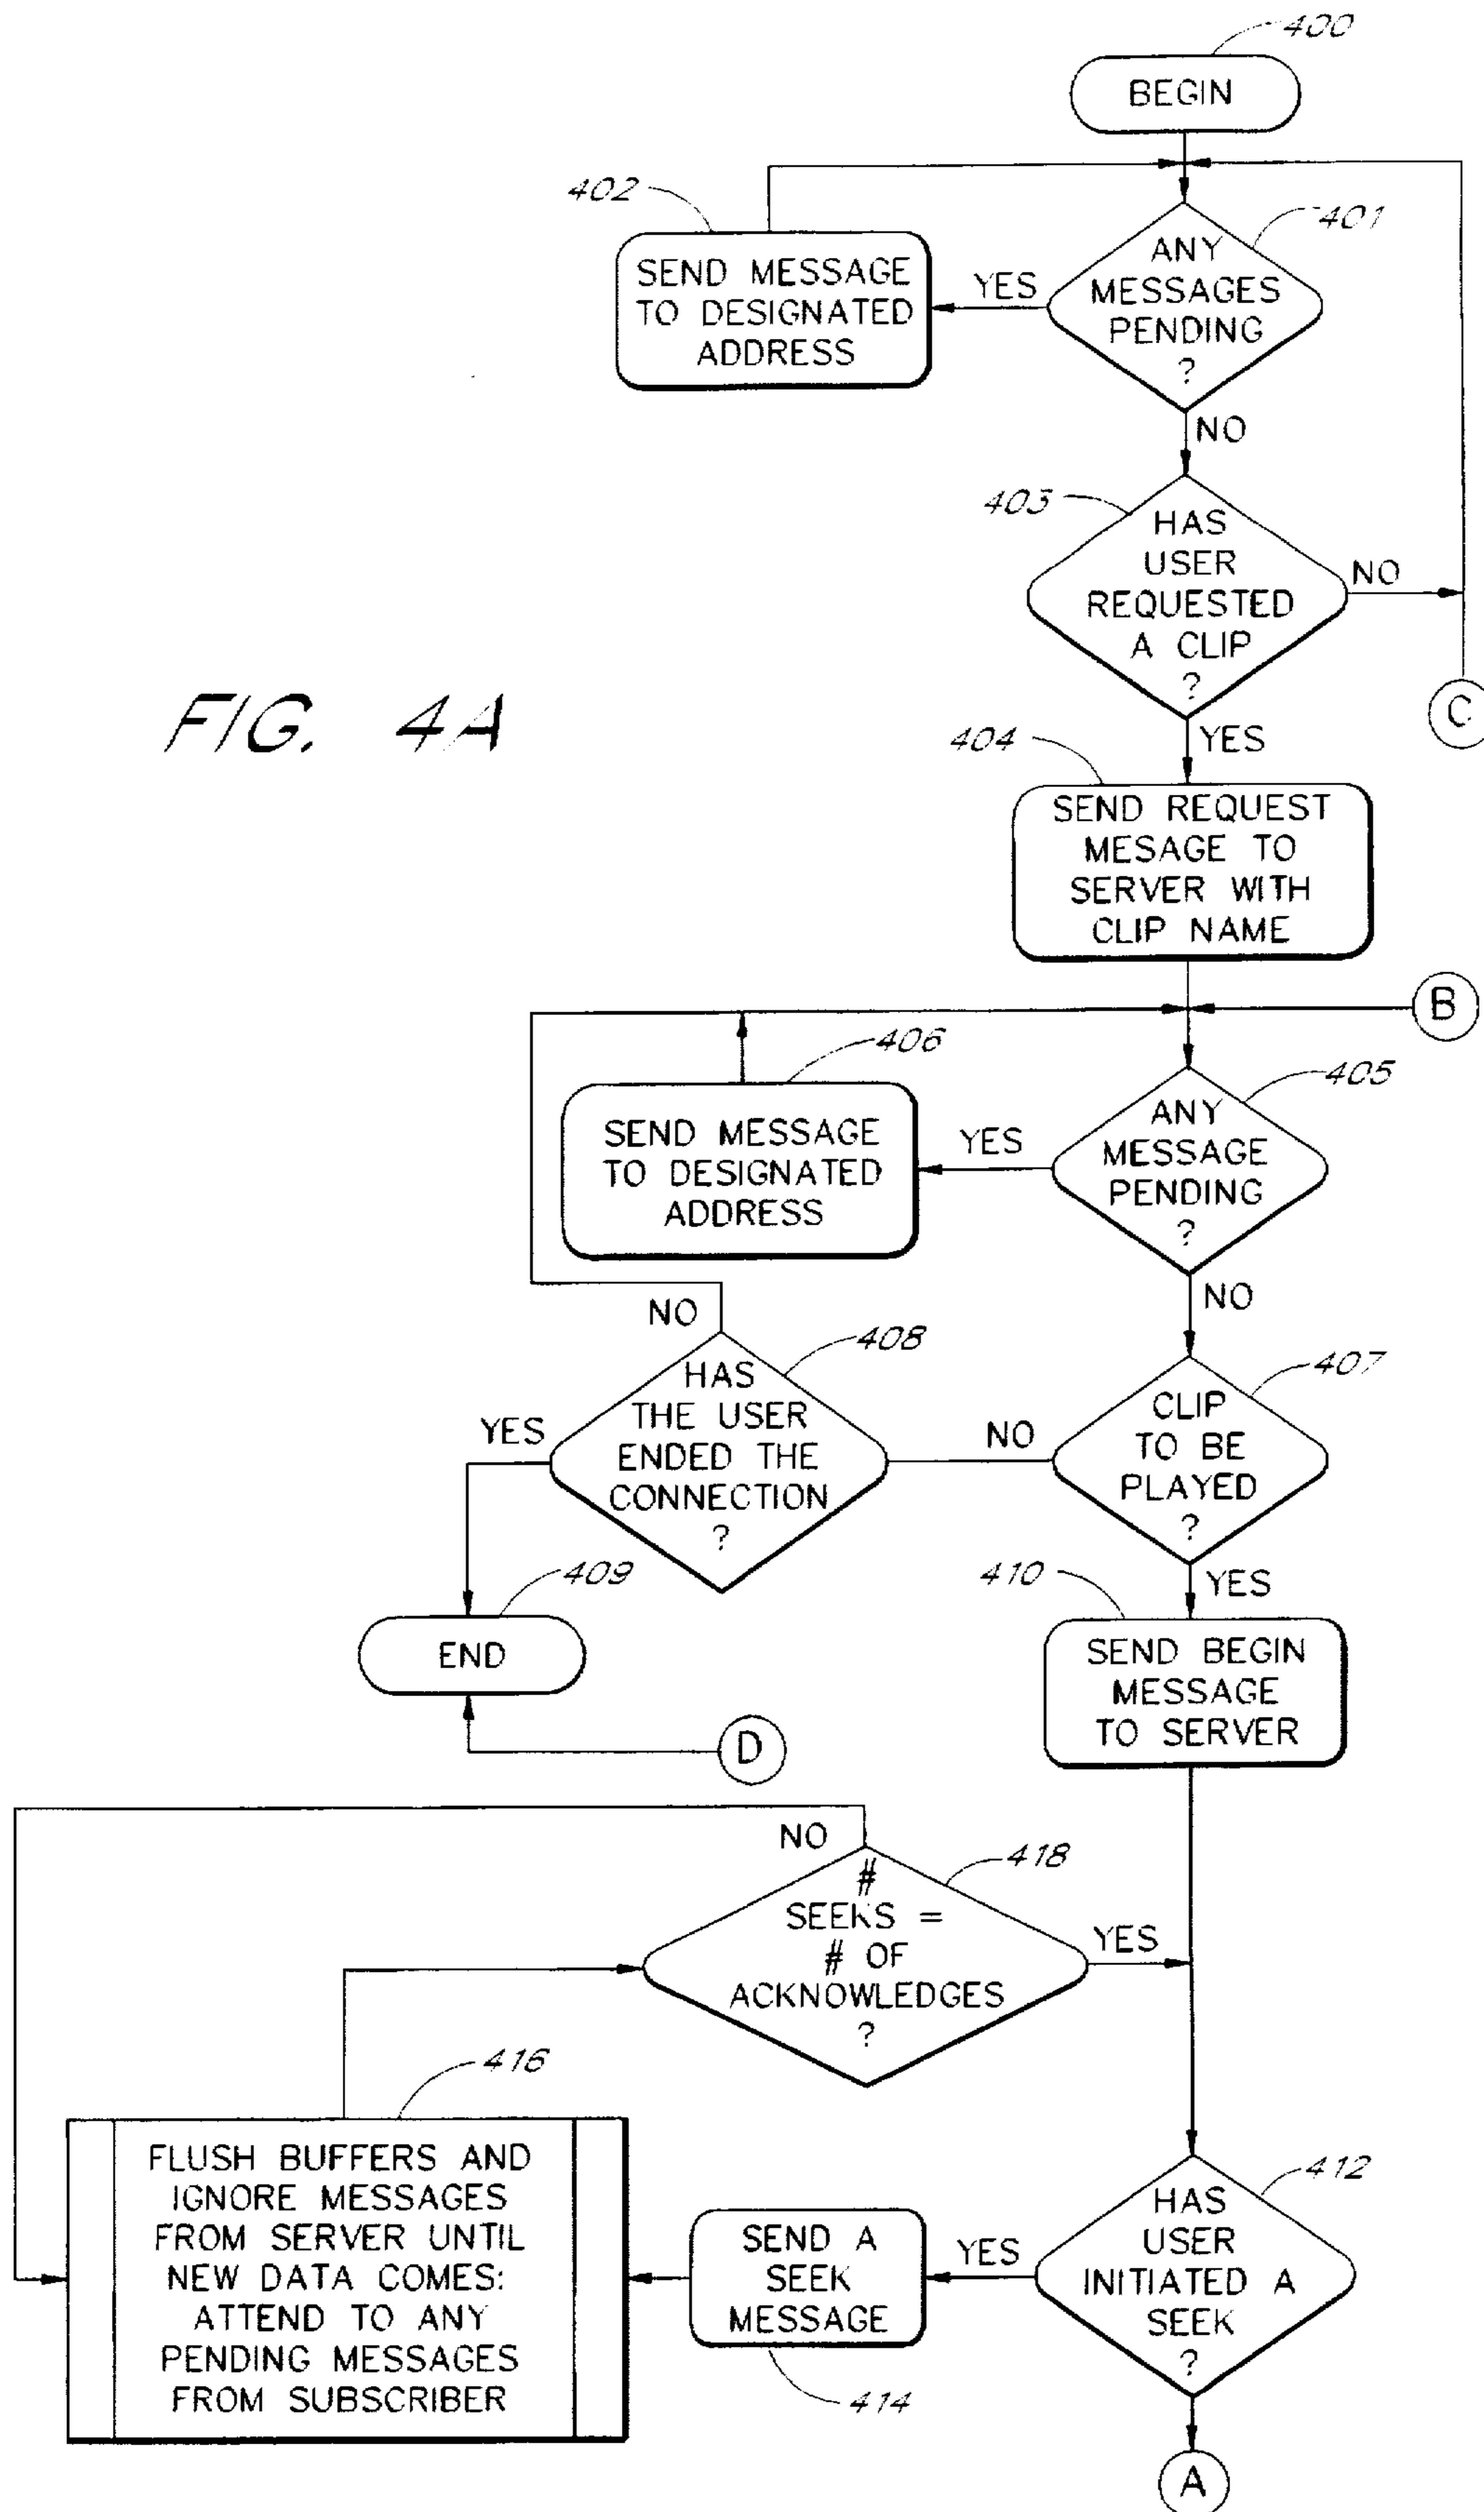 400
BEGIN
402
401
SEND MESSAGE
TO DESIGNATED
ADDRESS
YES
ANY
MESSAGES
PENDING
?
NO
403
HAS
USER
REQUESTED
A CLIP
?
NO
C
FIG. 4A
404
YES
SEND REQUEST
MESAGE TO
SERVER WITH
CLIP NAME
B
406
405
SEND MESSAGE
TO DESIGNATED
ADDRESS
YES
ANY
MESSAGE
PENDING
?
NO
NO
408
407
HAS
THE USER
ENDED THE
CONNECTION
?
YES
NO
CLIP
TO BE
PLAYED
?
409
410
YES
END
SEND BEGIN
MESSAGE
TO SERVER
D
NO
418
#
SEEKS =
# OF
ACKNOWLEDGES
?
YES
416
FLUSH BUFFERS AND
IGNORE MESSAGES
FROM SERVER UNTIL
NEW DATA COMES:
ATTEND TO ANY
PENDING MESSAGES
FROM SUBSCRIBER
SEND A
SEEK
MESSAGE
414
YES
412
HAS
USER
INITIATED A
SEEK
?
A